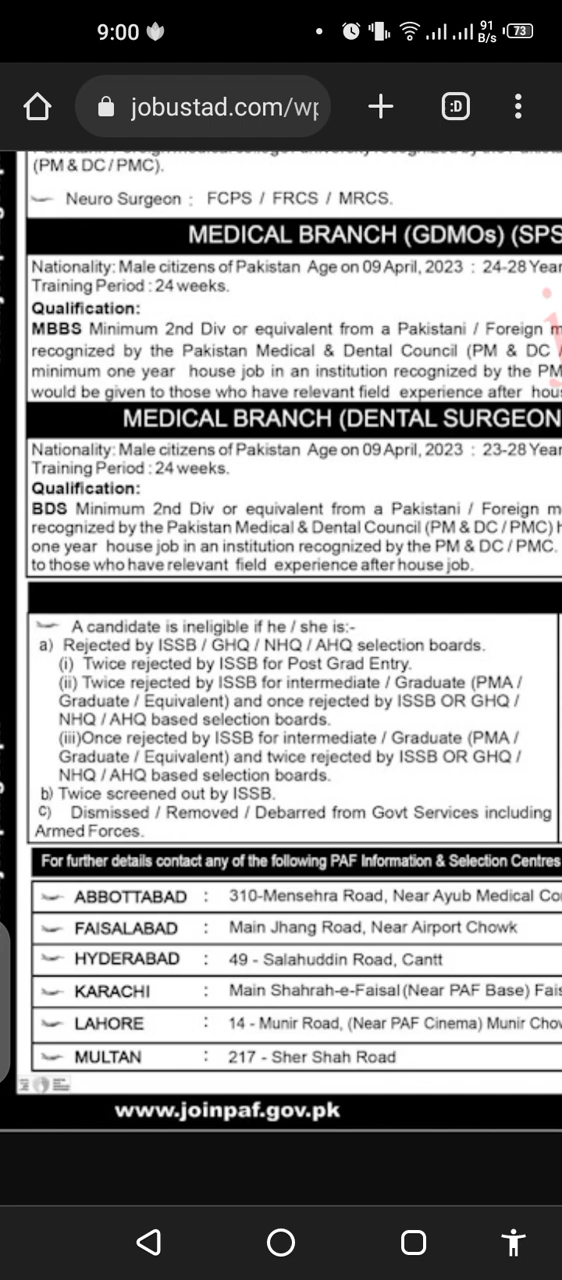 9:00
91
B/s
73
jobustad.com/wp
:D
(PM & DC / PMC).
Neuro Surgeon : FCPS / FRCS / MRCS.
MEDICAL BRANCH (GDMOs) (SPS
Nationality: Male citizens of Pakistan Age on 09 April, 2023 : 24-28 Year
Training Period : 24 weeks.
Qualification:
MBBS Minimum 2nd Div or equivalent from a Pakistani / Foreign m
recognized by the Pakistan Medical & Dental Council (PM & DC /
minimum one year house job in an institution recognized by the PM
would be given to those who have relevant field experience after hou
MEDICAL BRANCH (DENTAL SURGEON
Nationality: Male citizens of Pakistan Age on 09 April, 2023 : 23-28 Year
Training Period : 24 weeks.
Qualification:
BDS Minimum 2nd Div or equivalent from a Pakistani / Foreign m
recognized by the Pakistan Medical & Dental Council (PM & DC / PMC) h
one year house job in an institution recognized by the PM & DC / PMC.
to those who have relevant field experience after house job.
A candidate is ineligible if he / she is:-
a) Rejected by ISSB / GHQ / NHQ / AHQ selection boards.
(i) Twice rejected by ISSB for Post Grad Entry.
(ii) Twice rejected by ISSB for intermediate / Graduate (PMA /
Graduate / Equivalent) and once rejected by ISSB OR GHQ /
NHQ / AHQ based selection boards.
(iii)Once rejected by ISSB for intermediate / Graduate (PMA /
Graduate / Equivalent) and twice rejected by ISSB OR GHQ /
NHQ / AHQ based selection boards.
b) Twice screened out by ISSB.
c) Dismissed / Removed / Debarred from Govt Services including
Armed Forces.
For further details contact any of the following PAF Information & Selection Centres
ABBOTTABAD : 310-Mensehra Road, Near Ayub Medical Co
FAISALABAD : Main Jhang Road, Near Airport Chowk
HYDERABAD : 49 - Salahuddin Road, Cantt
KARACHI : Main Shahrah-e-Faisal (Near PAF Base) Fais
LAHORE : 14 - Munir Road, (Near PAF Cinema) Munir Chow
MULTAN : 217 - Sher Shah Road
www.joinpaf.gov.pk